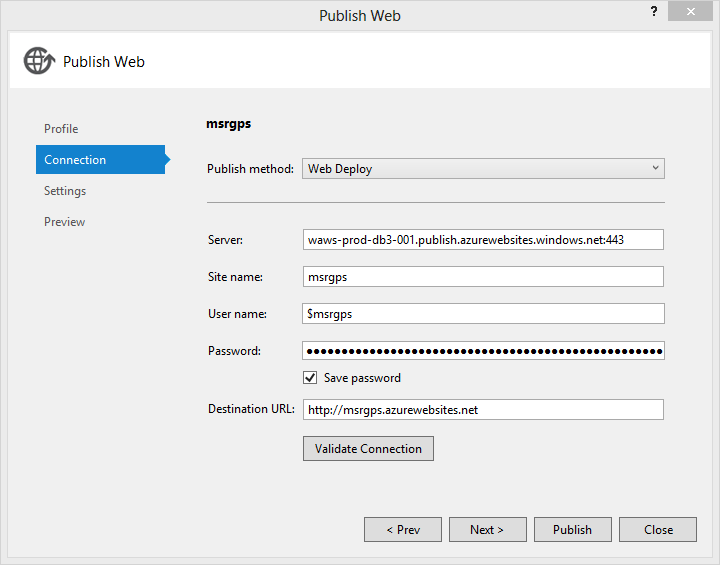 Publish Web
?
Publish Web
Profile
Connection
Settings
Preview
msrgps
Publish method: Web Deploy
Server: waws-prod-db3-001.publish.azurewebsites.windows.net:443
Site name: msrgps
User name: $msrgps
Password: ●●●●●●●●●●●●●●●●●●●●●●●●●●●●●●●●●●●●●●●●●●●●●●●●●●●
Save password
Destination URL: http://msrgps.azurewebsites.net
Validate Connection
< Prev Next > Publish Close